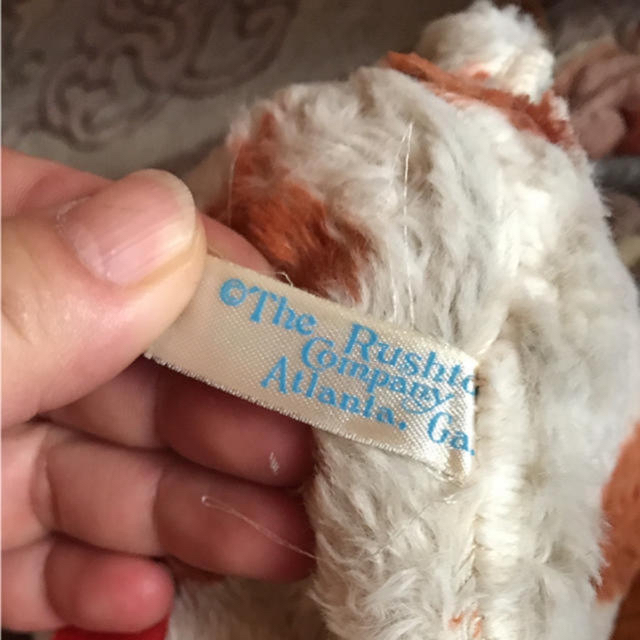 ©The Rushto
Company
Atlanta, Ga.